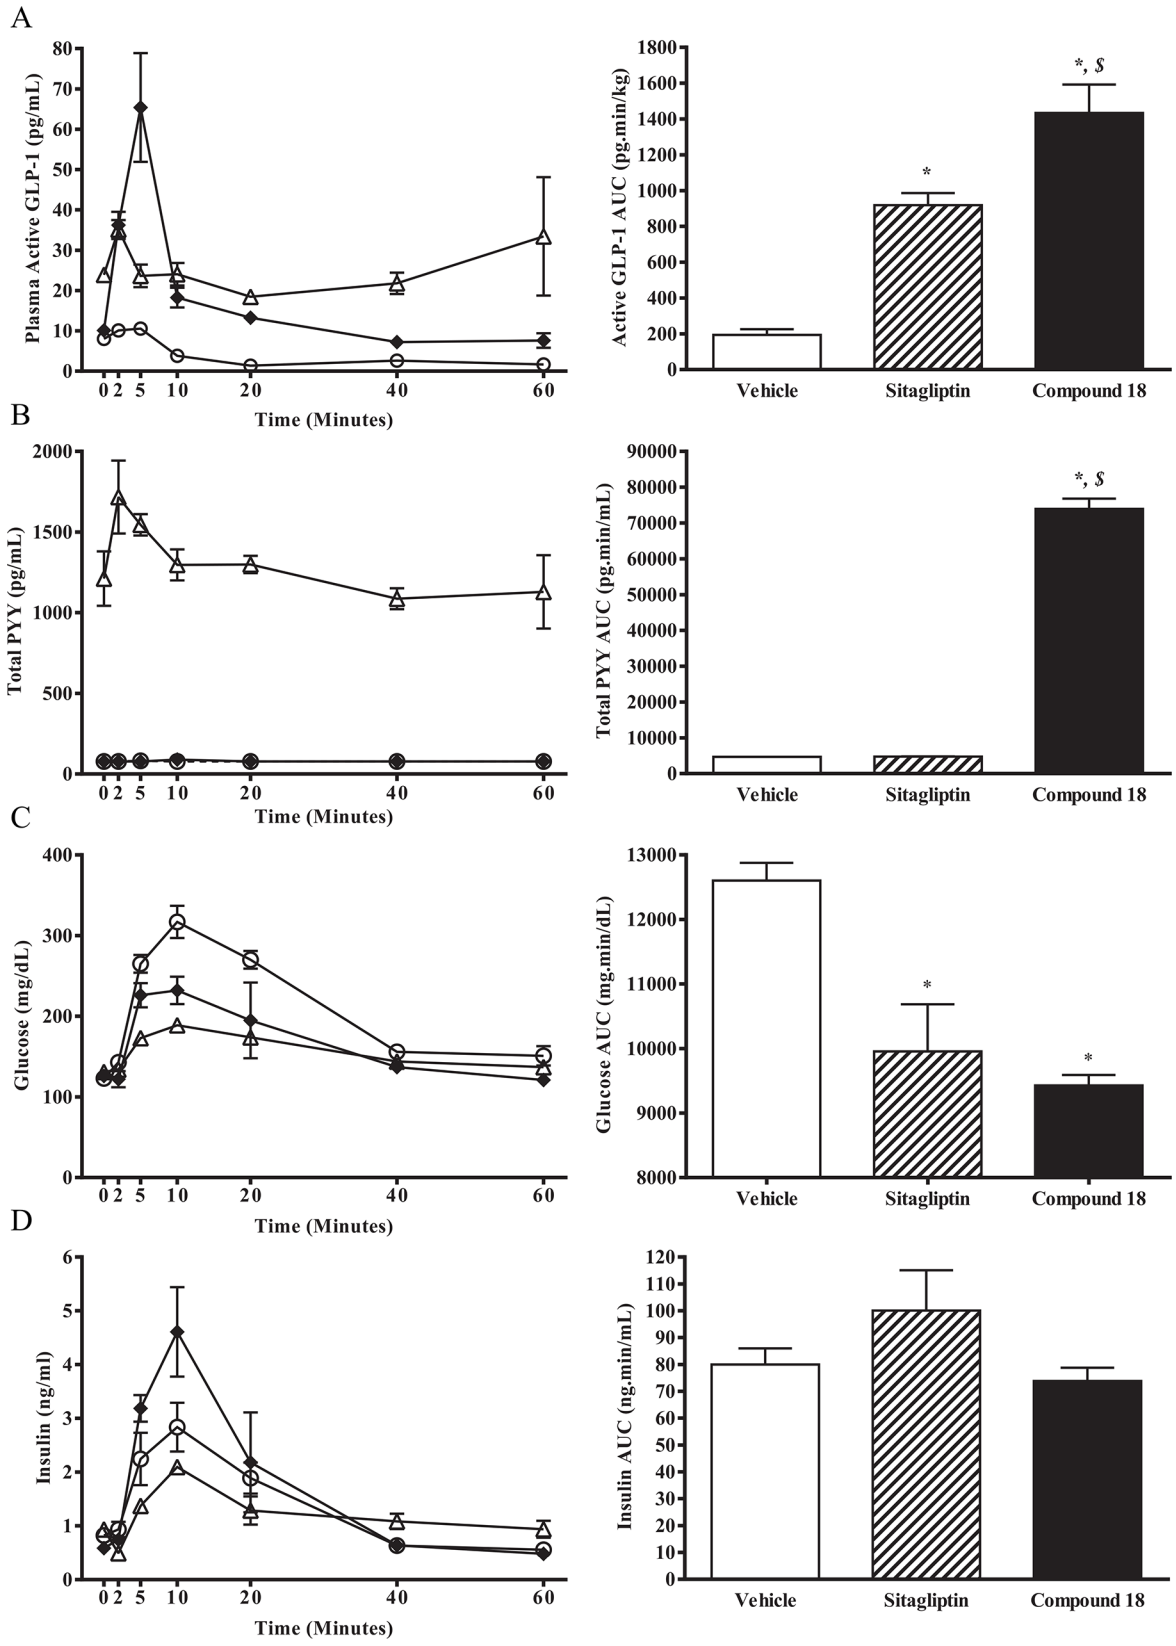 A
Plasma Active GLP-1 (pg/mL)
80
70
60
50
40
30
20
10
0
0 2 5 10 20 40 60
Time (Minutes)
Active GLP-1 AUC (pg.min/kg)
1800
1600
1400
1200
1000
800
600
400
200
0
*
*, $
Vehicle Sitagliptin Compound 18
B
Total PYY (pg/mL)
2000
1500
1000
500
0
0 2 5 10 20 40 60
Time (Minutes)
Total PYY AUC (pg.min/mL)
90000
80000
70000
60000
50000
40000
30000
20000
10000
0
*, $
Vehicle Sitagliptin Compound 18
C
Glucose (mg/dL)
400
300
200
100
0
0 2 5 10 20 40 60
Time (Minutes)
Glucose AUC (mg.min/dL)
13000
12000
11000
10000
9000
8000
*
*
Vehicle Sitagliptin Compound 18
D
Insulin (ng/ml)
6
5
4
3
2
1
0
0 2 5 10 20 40 60
Time (Minutes)
Insulin AUC (ng.min/mL)
120
110
100
90
80
70
60
50
40
30
20
10
0
Vehicle Sitagliptin Compound 18